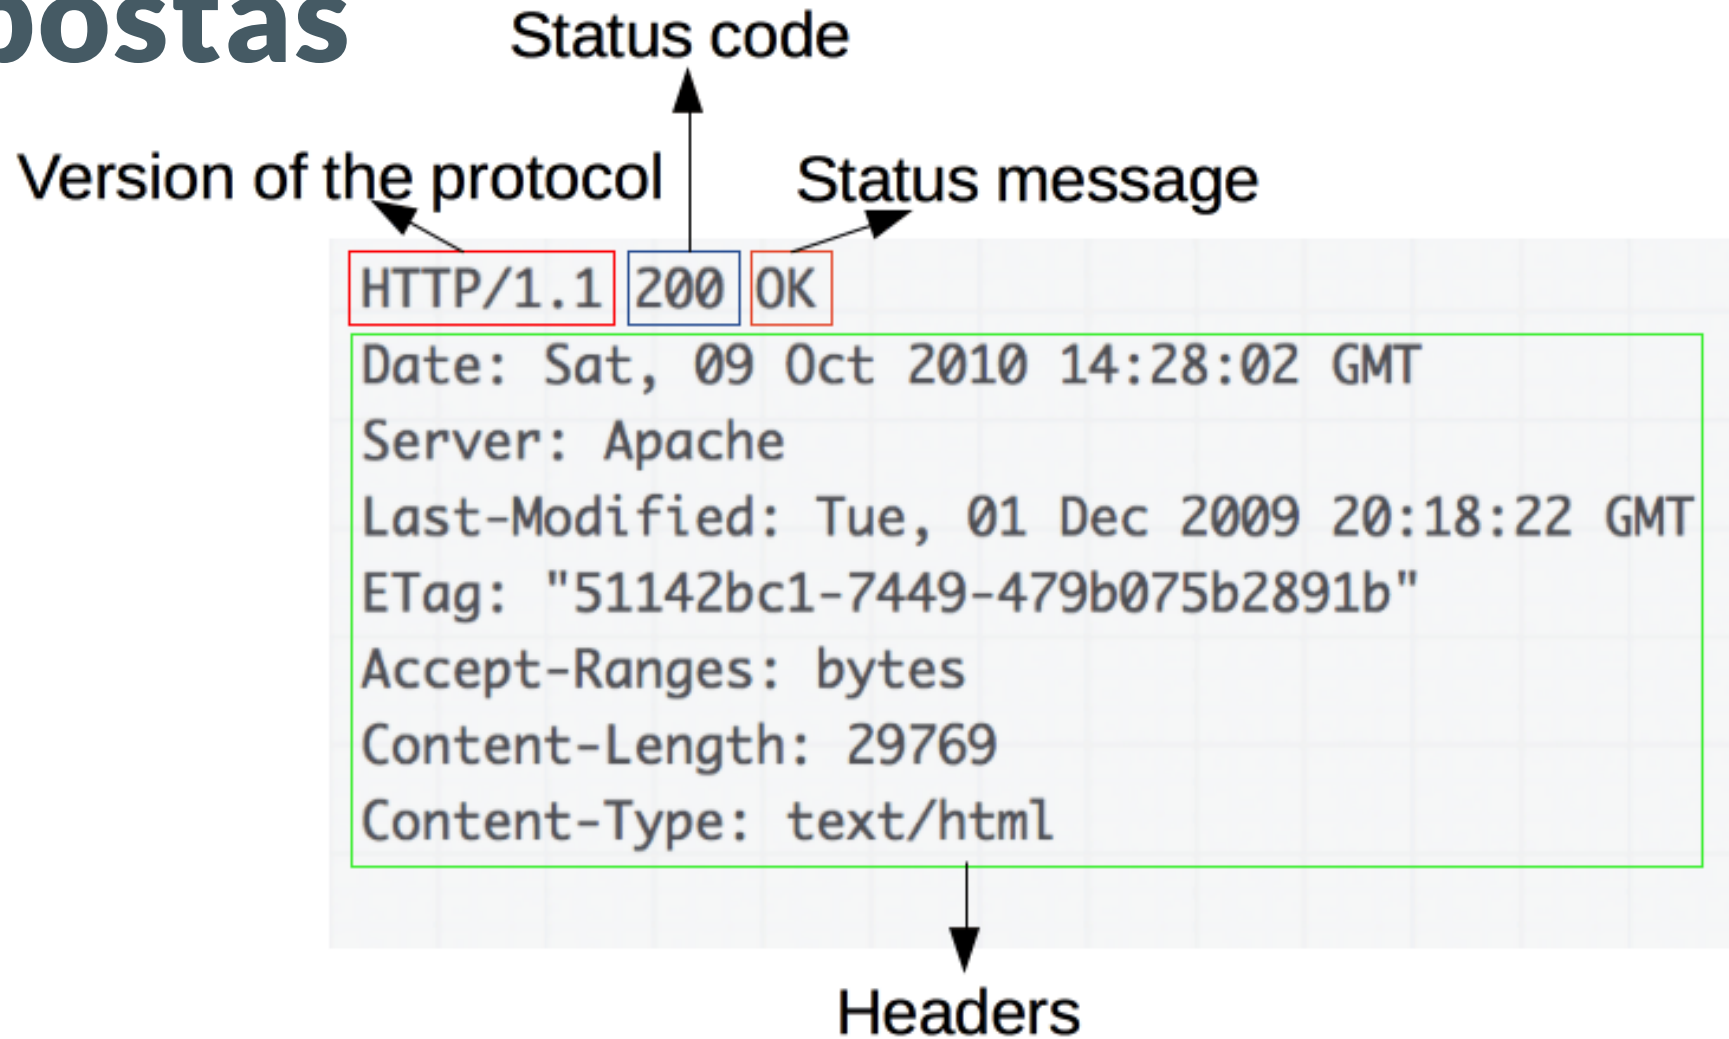 postas
Status code
Version of the protocol
Status message
HTTP/1.1 200 OK
Date: Sat, 09 Oct 2010 14:28:02 GMT
Server: Apache
Last-Modified: Tue, 01 Dec 2009 20:18:22 GMT
ETag: "51142bc1-7449-479b075b2891b"
Accept-Ranges: bytes
Content-Length: 29769
Content-Type: text/html
Headers